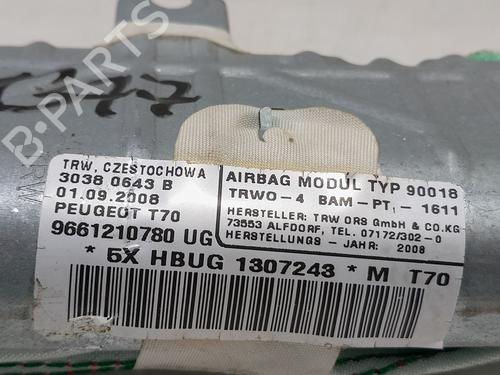 B-PARTS
TRW, CZESTOCHOWA
3038 0643 B
01.09.2008
PEUGEOT T70
9661210780 UG
AIRBAG MODUL TYP 90018
TRWO-4 BAM-PT, - 1611
HERSTELLER: TRW ORS GmbH & CO.KG
73553 ALFDORF, TEL. 07172/302-0
HERSTELLUNGS - JAHR: 2008
* 5X HBUG 1307243 * M T70